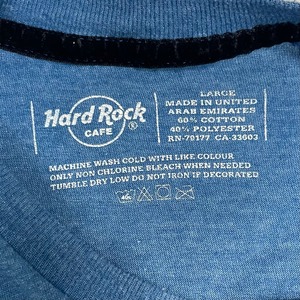 Hard Rock
CAFE ®
LARGE
MADE IN UNITED
ARAB EMIRATES
60% COTTON
40% POLYESTER
RN-79177 CA-33603
MACHINE WASH COLD WITH LIKE COLOUR
ONLY NON CHLORINE BLEACH WHEN NEEDED
TUMBLE DRY LOW DO NOT IRON IF DECORATED